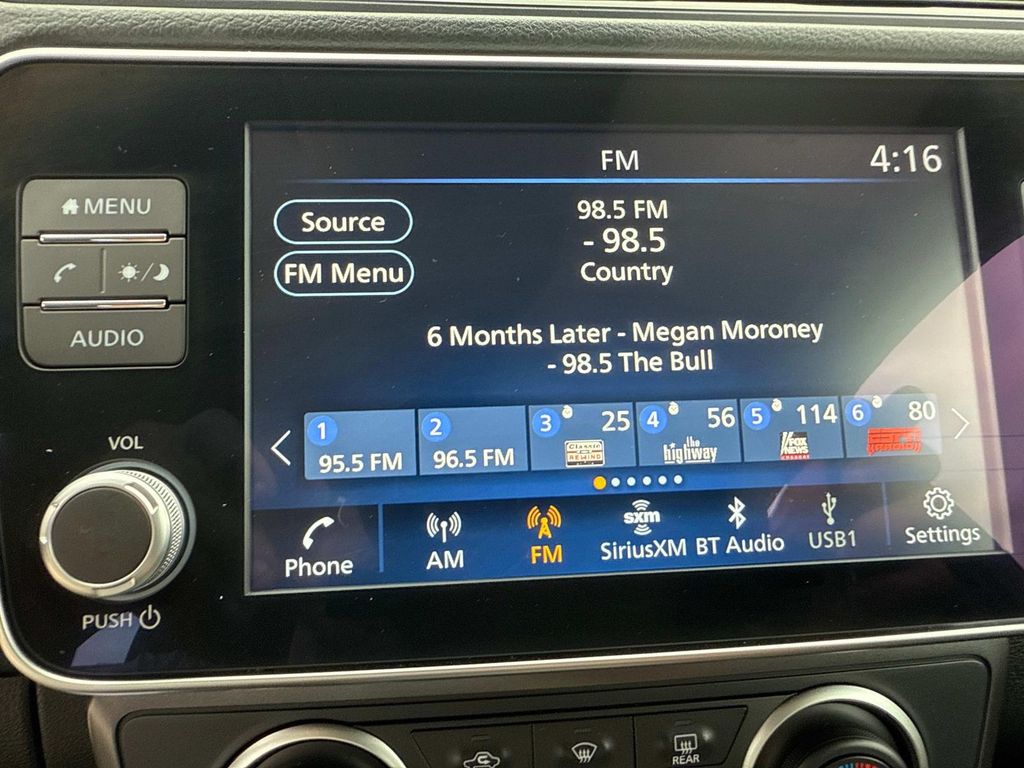 FM
4:16
MENU
AUDIO
Source
FM Menu
98.5 FM
- 98.5
Country
6 Months Later - Megan Moroney
- 98.5 The Bull
1
95.5 FM
2
96.5 FM
3 25
Classic
REWIND
4 56
the
highway
5 114
FOX
NEWS
CHANNEL
6 80
ESPN
RADIO
VOL
PUSH
Phone
AM
FM
sxm
SiriusXM
BT Audio
USB1
Settings
REAR